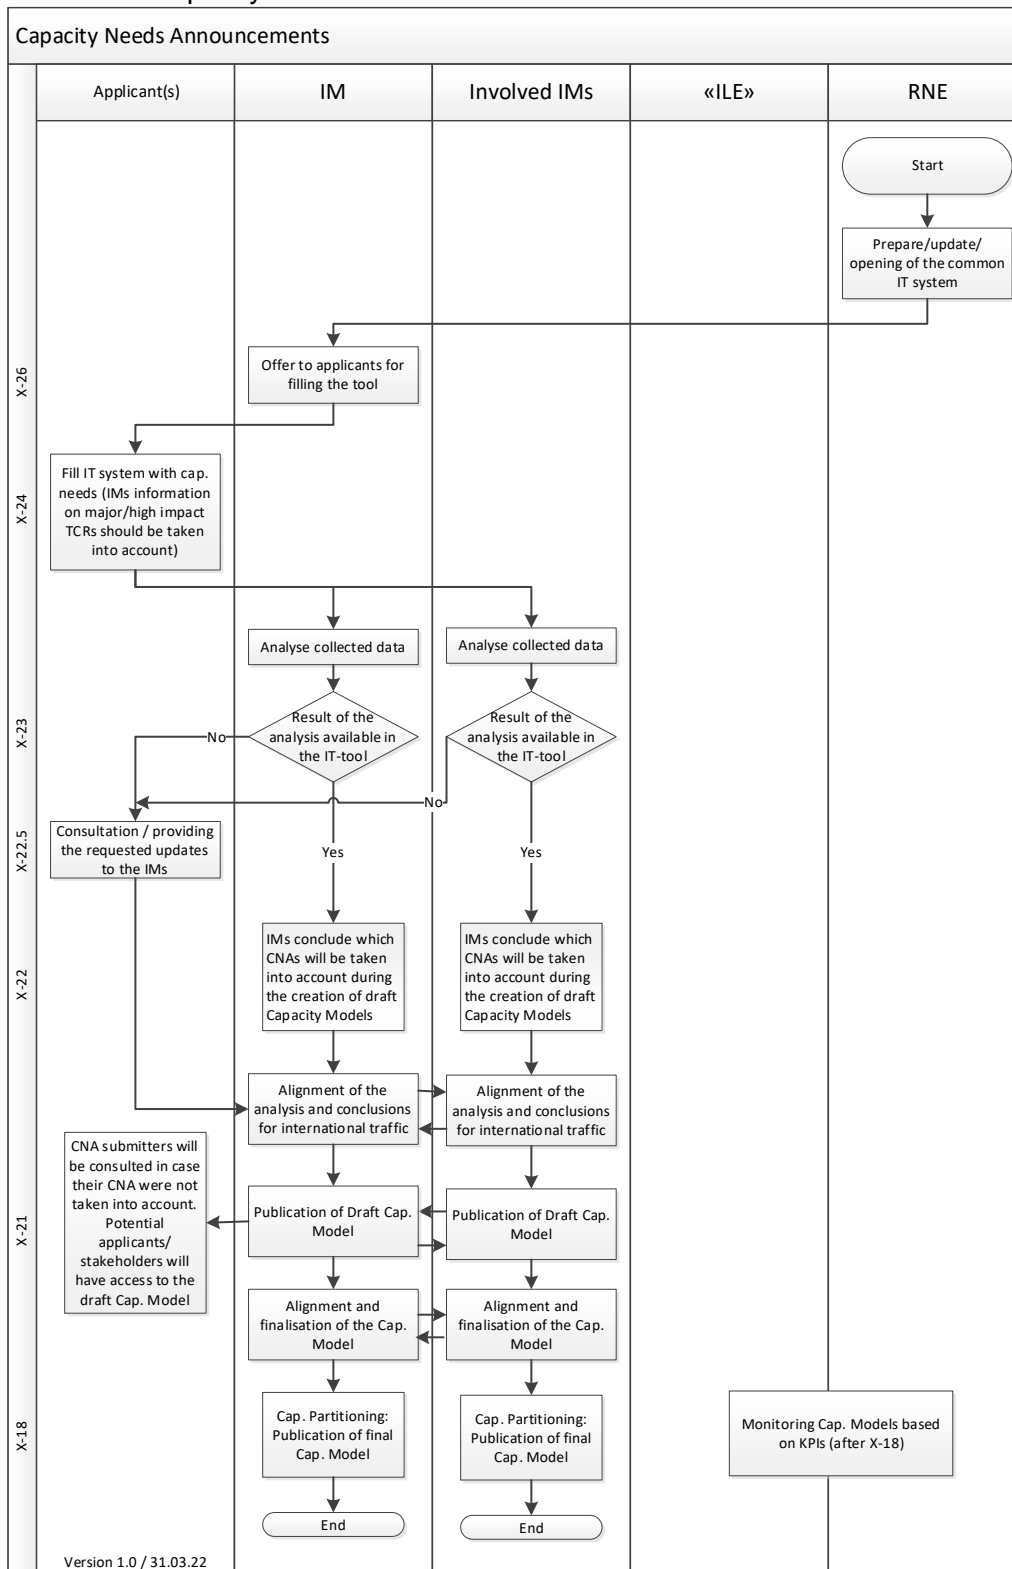 Capacity Needs Announcements
Applicant(s)
IM
Involved IMs
«ILE»
RNE
Start
Prepare/update/
opening of the common
IT system
X-26
Offer to applicants for
filling the tool
X-24
Fill IT system with cap.
needs (IMs information
on major/high impact
TCRs should be taken
into account)
Analyse collected data
Analyse collected data
X-23
Result of the
analysis available in
the IT-tool
Result of the
analysis available in
the IT-tool
No
No
X-22.5
Consultation / providing
the requested updates
to the IMs
Yes
Yes
X-22
IMs conclude which
CNAs will be taken
into account during
the creation of draft
Capacity Models
IMs conclude which
CNAs will be taken
into account during
the creation of draft
Capacity Models
Alignment of the
analysis and conclusions
for international traffic
Alignment of the
analysis and conclusions
for international traffic
X-21
CNA submitters will
be consulted in case
their CNA were not
taken into account.
Potential
applicants/
stakeholders will
have access to the
draft Cap. Model
Publication of Draft Cap.
Model
Publication of Draft Cap.
Model
Alignment and
finalisation of the Cap.
Model
Alignment and
finalisation of the Cap.
Model
X-18
Cap. Partitioning:
Publication of final
Cap. Model
Cap. Partitioning:
Publication of final
Cap. Model
Monitoring Cap. Models based
on KPIs (after X-18)
End
End
Version 1.0 / 31.03.22